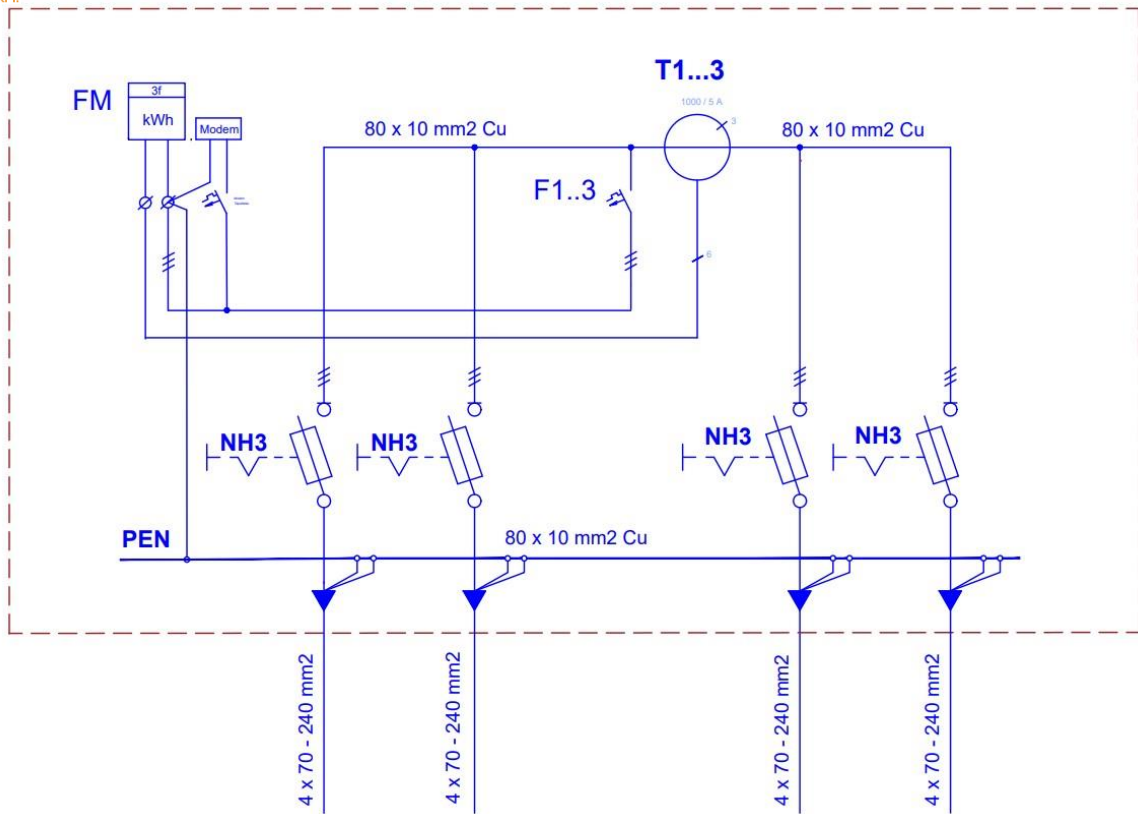 T1...3
1000 / 5 A
3
FM
3f
kWh
Modem
80 x 10 mm2 Cu
80 x 10 mm2 Cu
F1..3
6
NH3
NH3
NH3
NH3
PEN
80 x 10 mm2 Cu
4 x 70 - 240 mm2
4 x 70 - 240 mm2
4 x 70 - 240 mm2
4 x 70 - 240 mm2